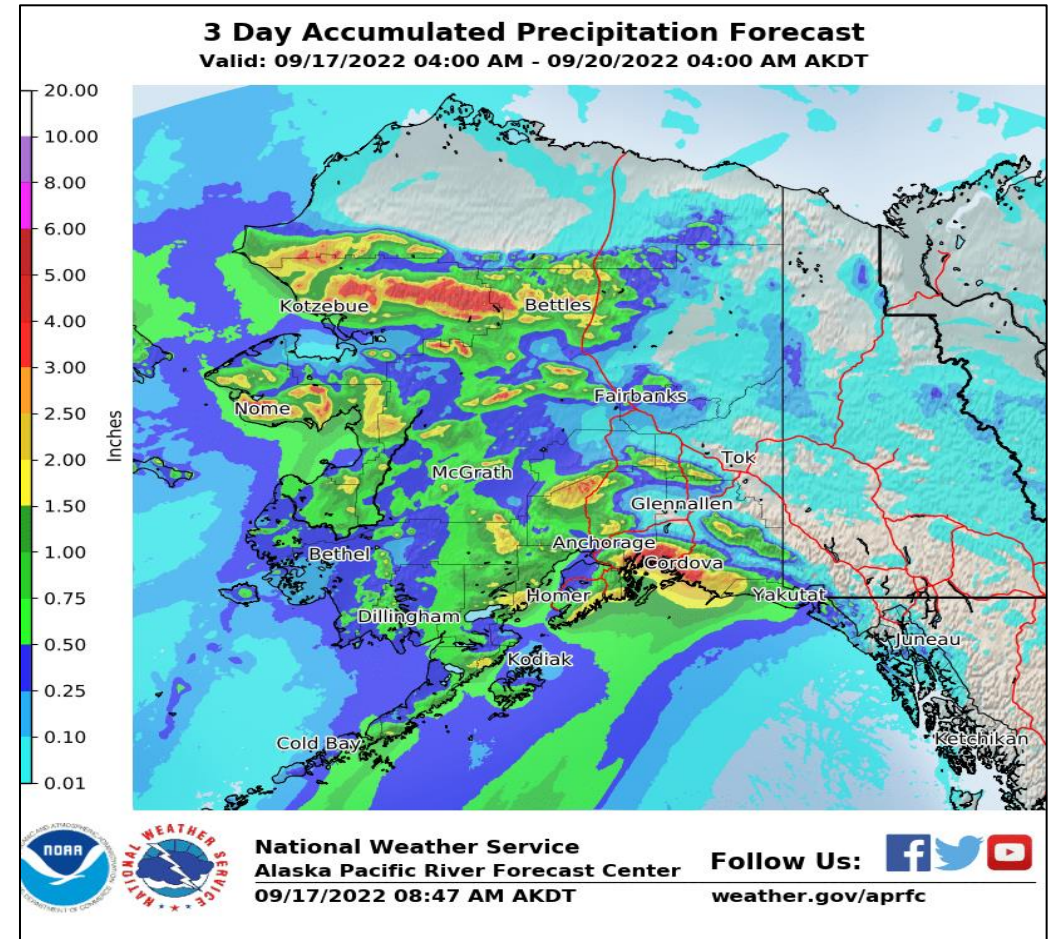 3 Day Accumulated Precipitation Forecast
Valid: 09/17/2022 04:00 AM - 09/20/2022 04:00 AM AKDT
20.00
10.00
8.00
6.00
5.00
4.00
3.00
2.50
2.00
1.50
1.00
0.75
0.50
0.25
0.10
0.01
Inches
Kotzebue
Bettles
Nome
Fairbanks
McGrath
Tok
Glennallen
Bethel
Anchorage
Cordova
Homer
Yakutat
Dillingham
Juneau
Kodiak
Cold Bay
Ketchikan
NOAA
NATIONAL WEATHER SERVICE
National Weather Service
Alaska Pacific River Forecast Center
09/17/2022 08:47 AM AKDT
Follow Us:
weather.gov/aprfc